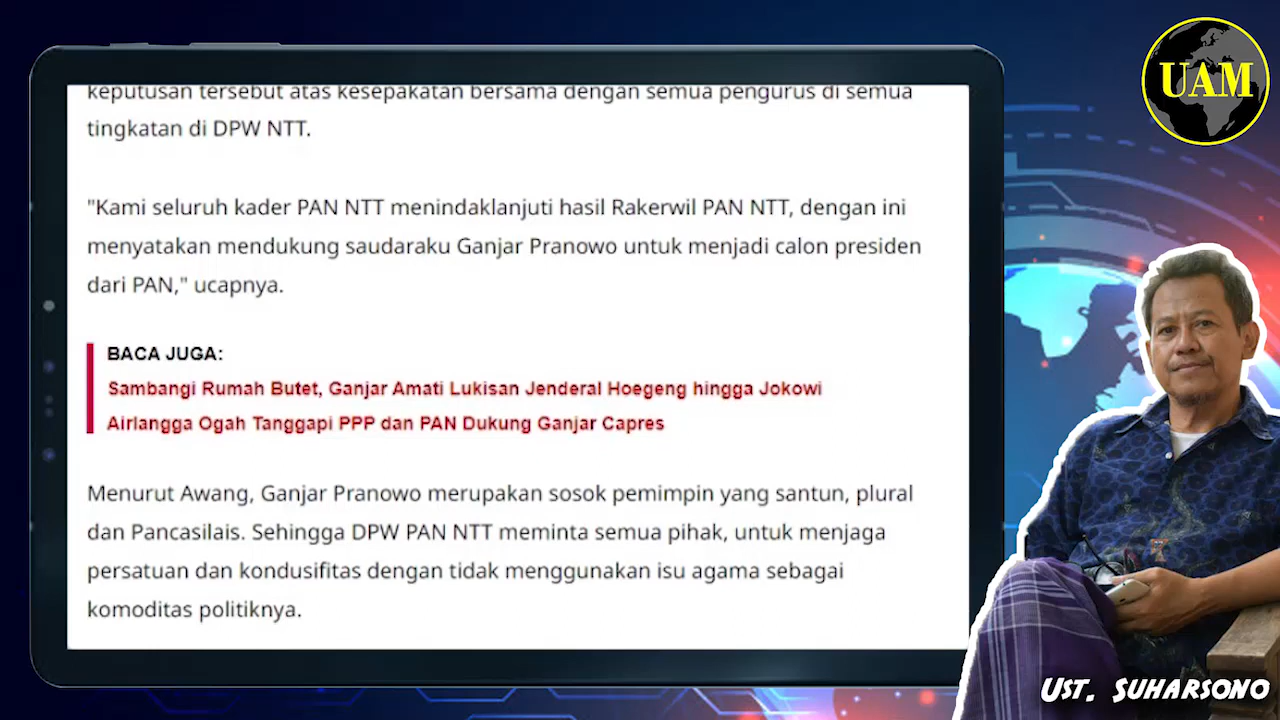 keputusan tersebut atas kesepakatan bersama dengan semua pengurus di semua
tingkatan di DPW NTT.
"Kami seluruh kader PAN NTT menindaklanjuti hasil Rakerwil PAN NTT, dengan ini
menyatakan mendukung saudaraku Ganjar Pranowo untuk menjadi calon presiden
dari PAN," ucapnya.
BACA JUGA:
Sambangi Rumah Butet, Ganjar Amati Lukisan Jenderal Hoegeng hingga Jokowi
Airlangga Ogah Tanggapi PPP dan PAN Dukung Ganjar Capres
Menurut Awang, Ganjar Pranowo merupakan sosok pemimpin yang santun, plural
dan Pancasilais. Sehingga DPW PAN NTT meminta semua pihak, untuk menjaga
persatuan dan kondusifitas dengan tidak menggunakan isu agama sebagai
komoditas politiknya.
UAM
UST. SUHARSONO